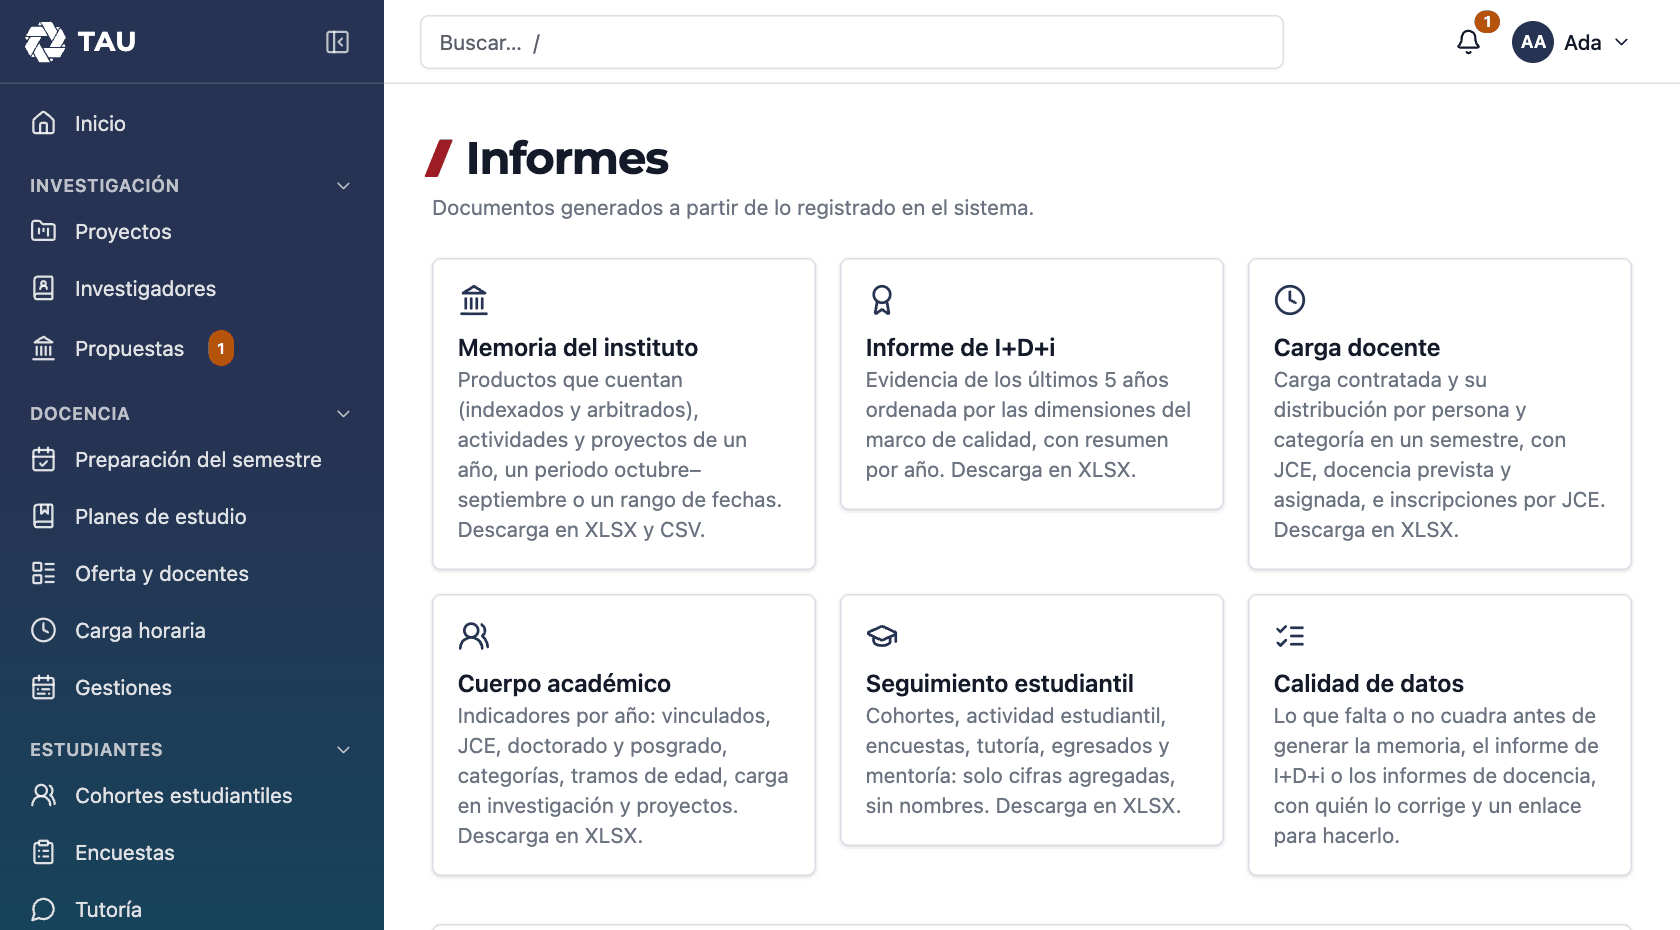 TAU
Buscar... /
1
AA Ada
Inicio
INVESTIGACIÓN
Proyectos
Investigadores
Propuestas 1
DOCENCIA
Preparación del semestre
Planes de estudio
Oferta y docentes
Carga horaria
Gestiones
ESTUDIANTES
Cohortes estudiantiles
Encuestas
Tutoría
Informes
Documentos generados a partir de lo registrado en el sistema.
Memoria del instituto
Productos que cuentan
(indexados y arbitrados),
actividades y proyectos de un
año, un periodo octubre–
septiembre o un rango de fechas.
Descarga en XLSX y CSV.
Informe de I+D+i
Evidencia de los últimos 5 años
ordenada por las dimensiones del
marco de calidad, con resumen
por año. Descarga en XLSX.
Carga docente
Carga contratada y su
distribución por persona y
categoría en un semestre, con
JCE, docencia prevista y
asignada, e inscripciones por JCE.
Descarga en XLSX.
Cuerpo académico
Indicadores por año: vinculados,
JCE, doctorado y posgrado,
categorías, tramos de edad, carga
en investigación y proyectos.
Descarga en XLSX.
Seguimiento estudiantil
Cohortes, actividad estudiantil,
encuestas, tutoría, egresados y
mentoría: solo cifras agregadas,
sin nombres. Descarga en XLSX.
Calidad de datos
Lo que falta o no cuadra antes de
generar la memoria, el informe de
I+D+i o los informes de docencia,
con quién lo corrige y un enlace
para hacerlo.